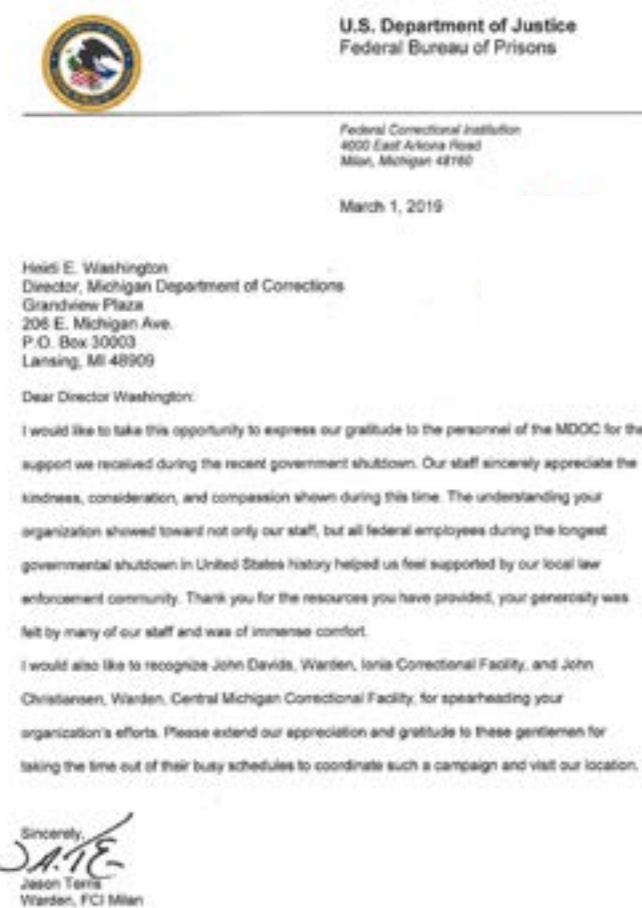 U.S. Department of Justice
Federal Bureau of Prisons
Federal Correctional Institution
4000 East Arkona Road
Milan, Michigan 48160
March 1, 2019
Heidi E. Washington
Director, Michigan Department of Corrections
Grandview Plaza
206 E. Michigan Ave.
P.O. Box 30003
Lansing, MI 48909
Dear Director Washington:
I would like to take this opportunity to express our gratitude to the personnel of the MDOC for the
support we received during the recent government shutdown. Our staff sincerely appreciate the
kindness, consideration, and compassion shown during this time. The understanding your
organization showed toward not only our staff, but all federal employees during the longest
governmental shutdown in United States history helped us feel supported by our local law
enforcement community. Thank you for the resources you have provided, your generosity was
felt by many of our staff and was of immense comfort.
I would also like to recognize John Davids, Warden, Ionia Correctional Facility, and John
Christiansen, Warden, Central Michigan Correctional Facility, for spearheading your
organization's efforts. Please extend our appreciation and gratitude to these gentlemen for
taking the time out of their busy schedules to coordinate such a campaign and visit our location.
Sincerely,
Jason Terris
Warden, FCI Milan